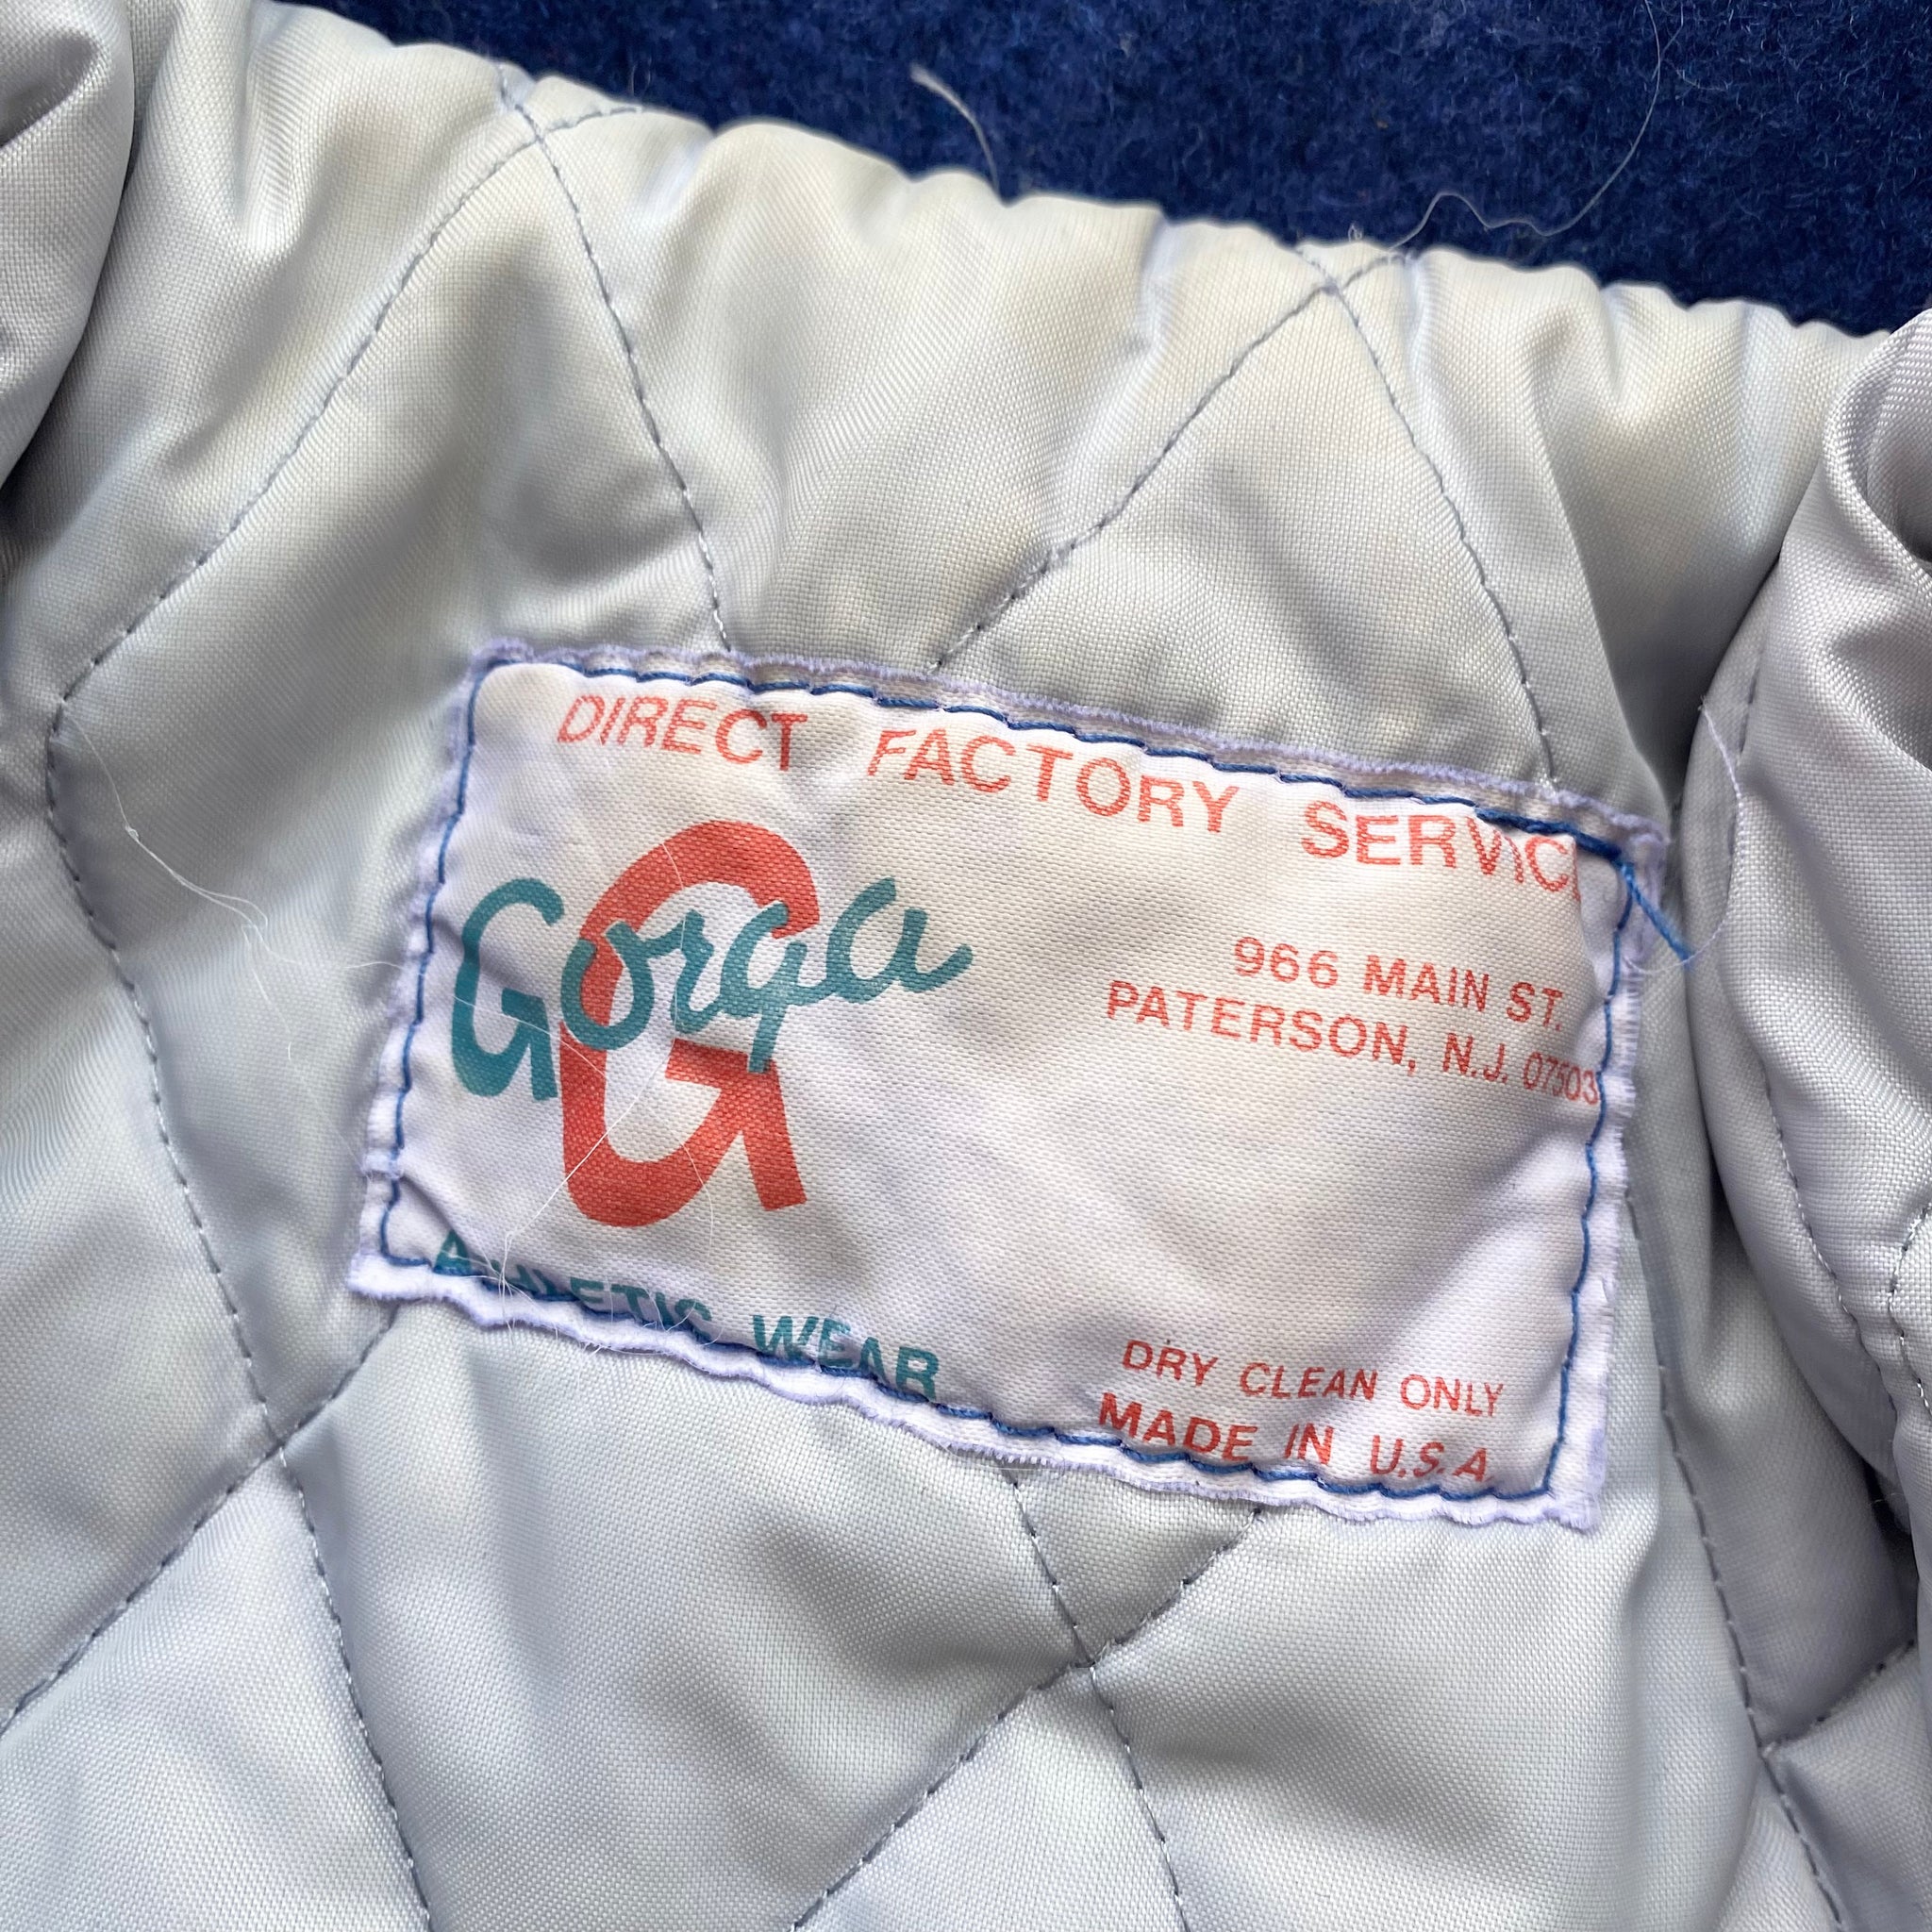 DIRECT FACTORY SERVICE
G
Gorga
966 MAIN ST.
PATERSON, N.J. 07503
ATHLETIC WEAR
DRY CLEAN ONLY
MADE IN U.S.A.